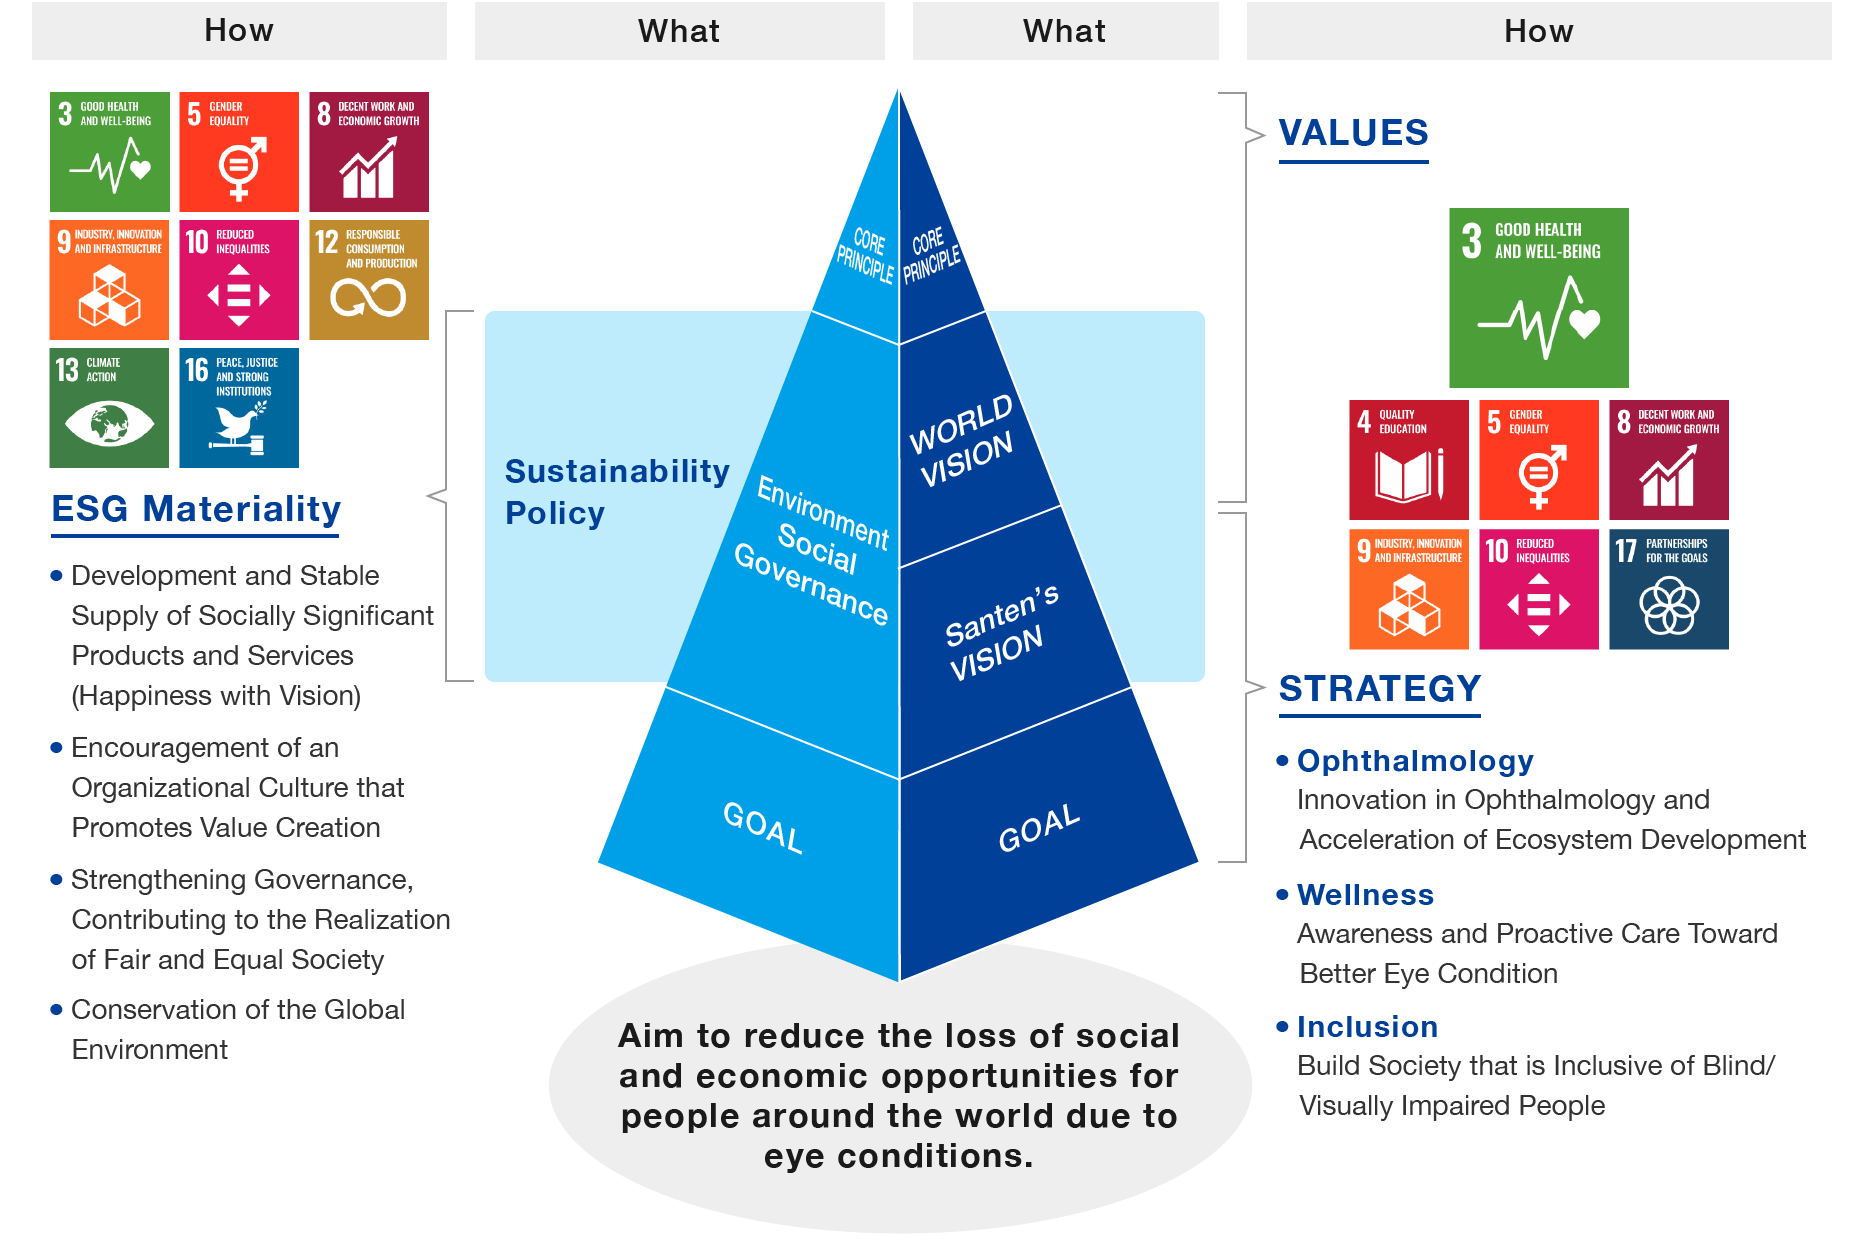 How
What
What
How
3 GOOD HEALTH
AND WELL-BEING
5 GENDER
EQUALITY
8 DECENT WORK AND
ECONOMIC GROWTH
9 INDUSTRY, INNOVATION
AND INFRASTRUCTURE
10 REDUCED
INEQUALITIES
12 RESPONSIBLE
CONSUMPTION
AND PRODUCTION
13 CLIMATE
ACTION
16 PEACE, JUSTICE
AND STRONG
INSTITUTIONS
ESG Materiality
• Development and Stable
Supply of Socially Significant
Products and Services
(Happiness with Vision)
• Encouragement of an
Organizational Culture that
Promotes Value Creation
• Strengthening Governance,
Contributing to the Realization
of Fair and Equal Society
• Conservation of the Global
Environment
Sustainability
Policy
CORE
PRINCIPLE
Environment
Social
Governance
GOAL
CORE
PRINCIPLE
WORLD
VISION
Santen's
VISION
GOAL
Aim to reduce the loss of social
and economic opportunities for
people around the world due to
eye conditions.
VALUES
3 GOOD HEALTH
AND WELL-BEING
4 QUALITY
EDUCATION
5 GENDER
EQUALITY
8 DECENT WORK AND
ECONOMIC GROWTH
9 INDUSTRY, INNOVATION
AND INFRASTRUCTURE
10 REDUCED
INEQUALITIES
17 PARTNERSHIPS
FOR THE GOALS
STRATEGY
• Ophthalmology
Innovation in Ophthalmology and
Acceleration of Ecosystem Development
• Wellness
Awareness and Proactive Care Toward
Better Eye Condition
• Inclusion
Build Society that is Inclusive of Blind/
Visually Impaired People